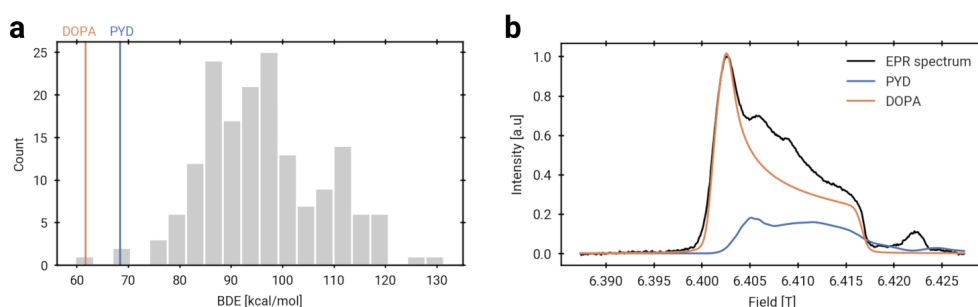 a
DOPA PYD
25
20
15
10
5
0
Count
60 70 80 90 100 110 120 130
BDE [kcal/mol]
b
1.0
0.8
0.6
0.4
0.2
0.0
Intensity [a.u]
EPR spectrum
PYD
DOPA
6.390 6.395 6.400 6.405 6.410 6.415 6.420 6.425
Field [T]